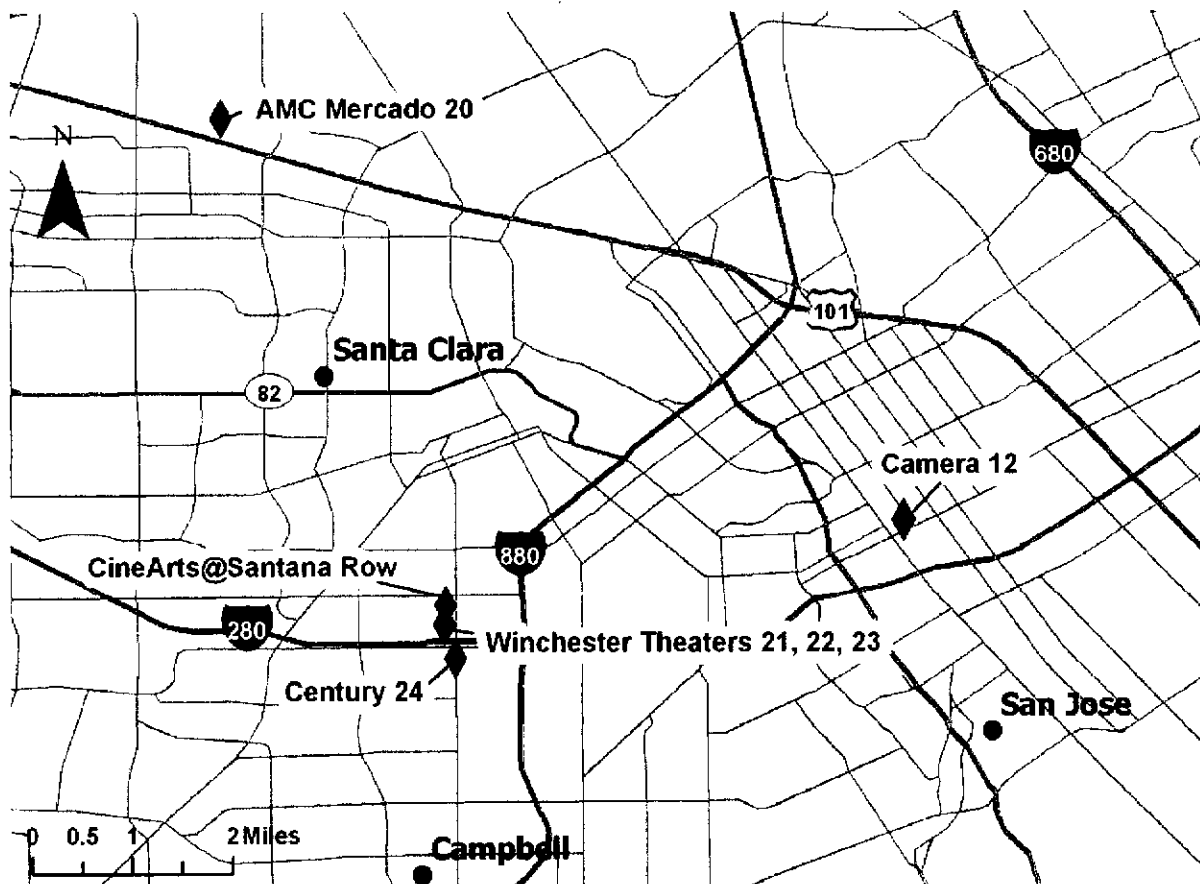 AMC Mercado 20
N
680
101
Santa Clara
82
Camera 12
880
CineArts@Santana Row
280
Winchester Theaters 21, 22, 23
Century 24
San Jose
0 0.5 1 2 Miles
Campbell